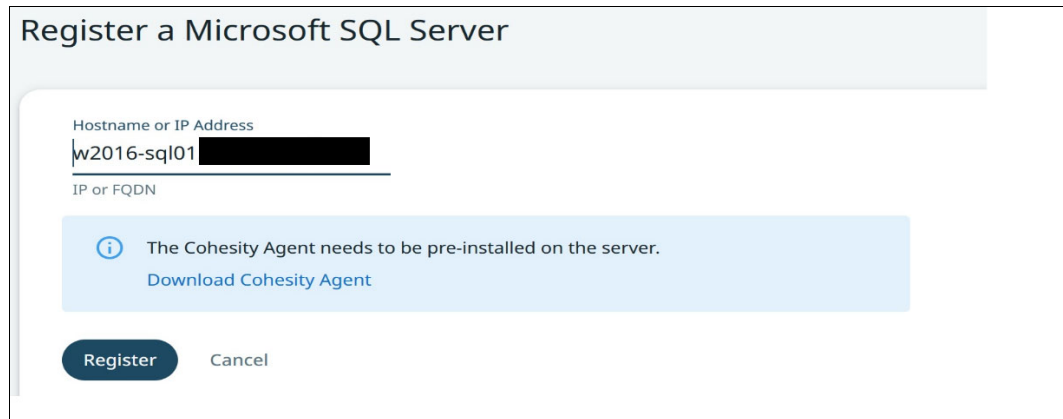 Register a Microsoft SQL Server
Hostname or IP Address
w2016-sql01
IP or FQDN
The Cohesity Agent needs to be pre-installed on the server.
Download Cohesity Agent
Register Cancel